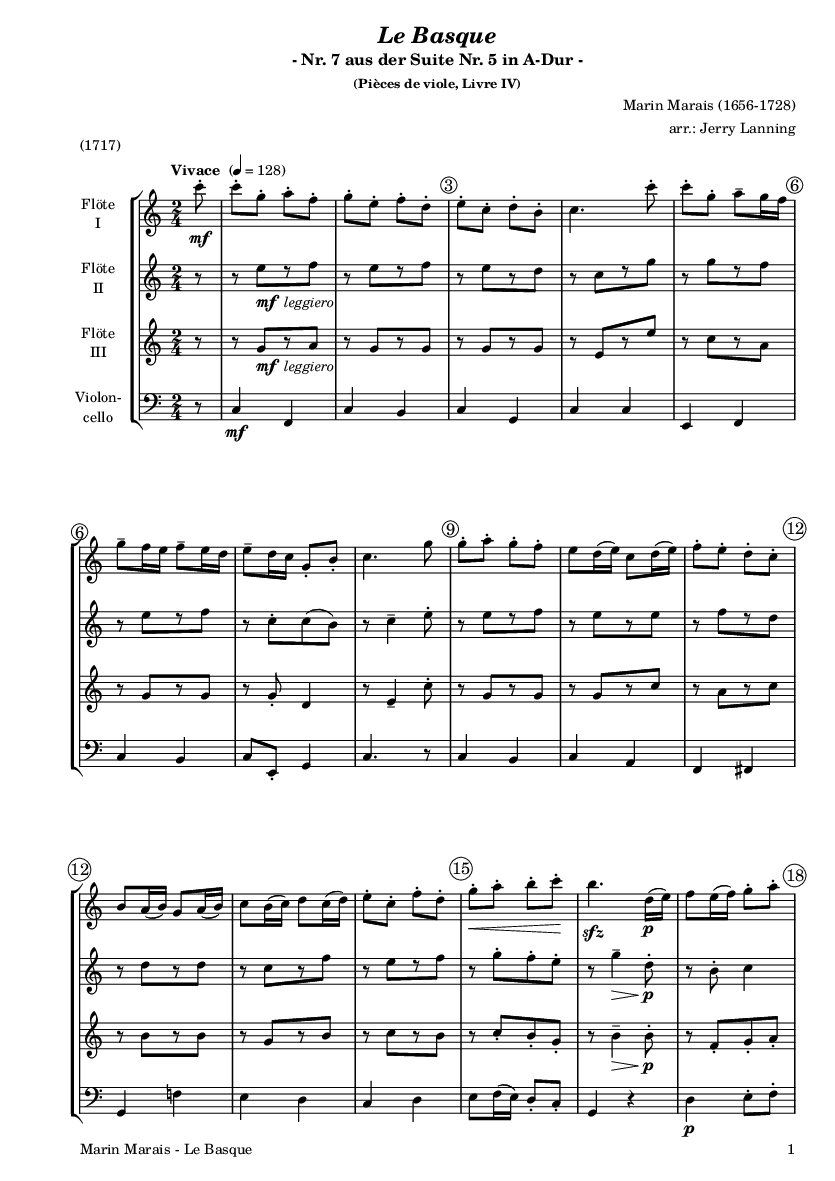 Le Basque
- Nr. 7 aus der Suite Nr. 5 in A-Dur -
(Pièces de viole, Livre IV)
Marin Marais (1656-1728)
arr.: Jerry Lanning
(1717)
Vivace (♩ = 128)
3
6
Flöte
I
mf
Flöte
II
mf leggiero
Flöte
III
mf leggiero
Violon-
cello
mf
6
9
12
12
15
18
sfz
p
p
p
p
Marin Marais - Le Basque
1